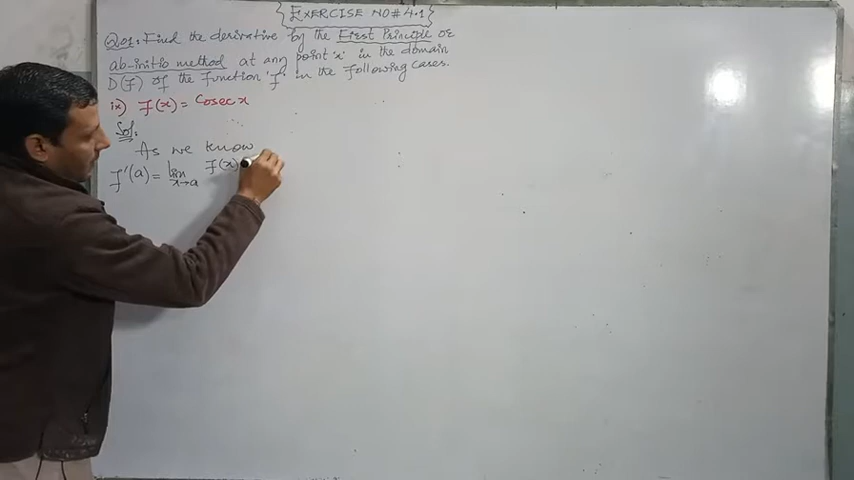 EXERCISE NO# 4.1
Q.01: Find the derivative by the First Principle or
ab-initio method at any point 'x' in the domain
D(f) of the function 'f' in the following cases.
ix) f(x) = Cosec x
Sol:
As we know
f'(a) = lim x→a f(x)